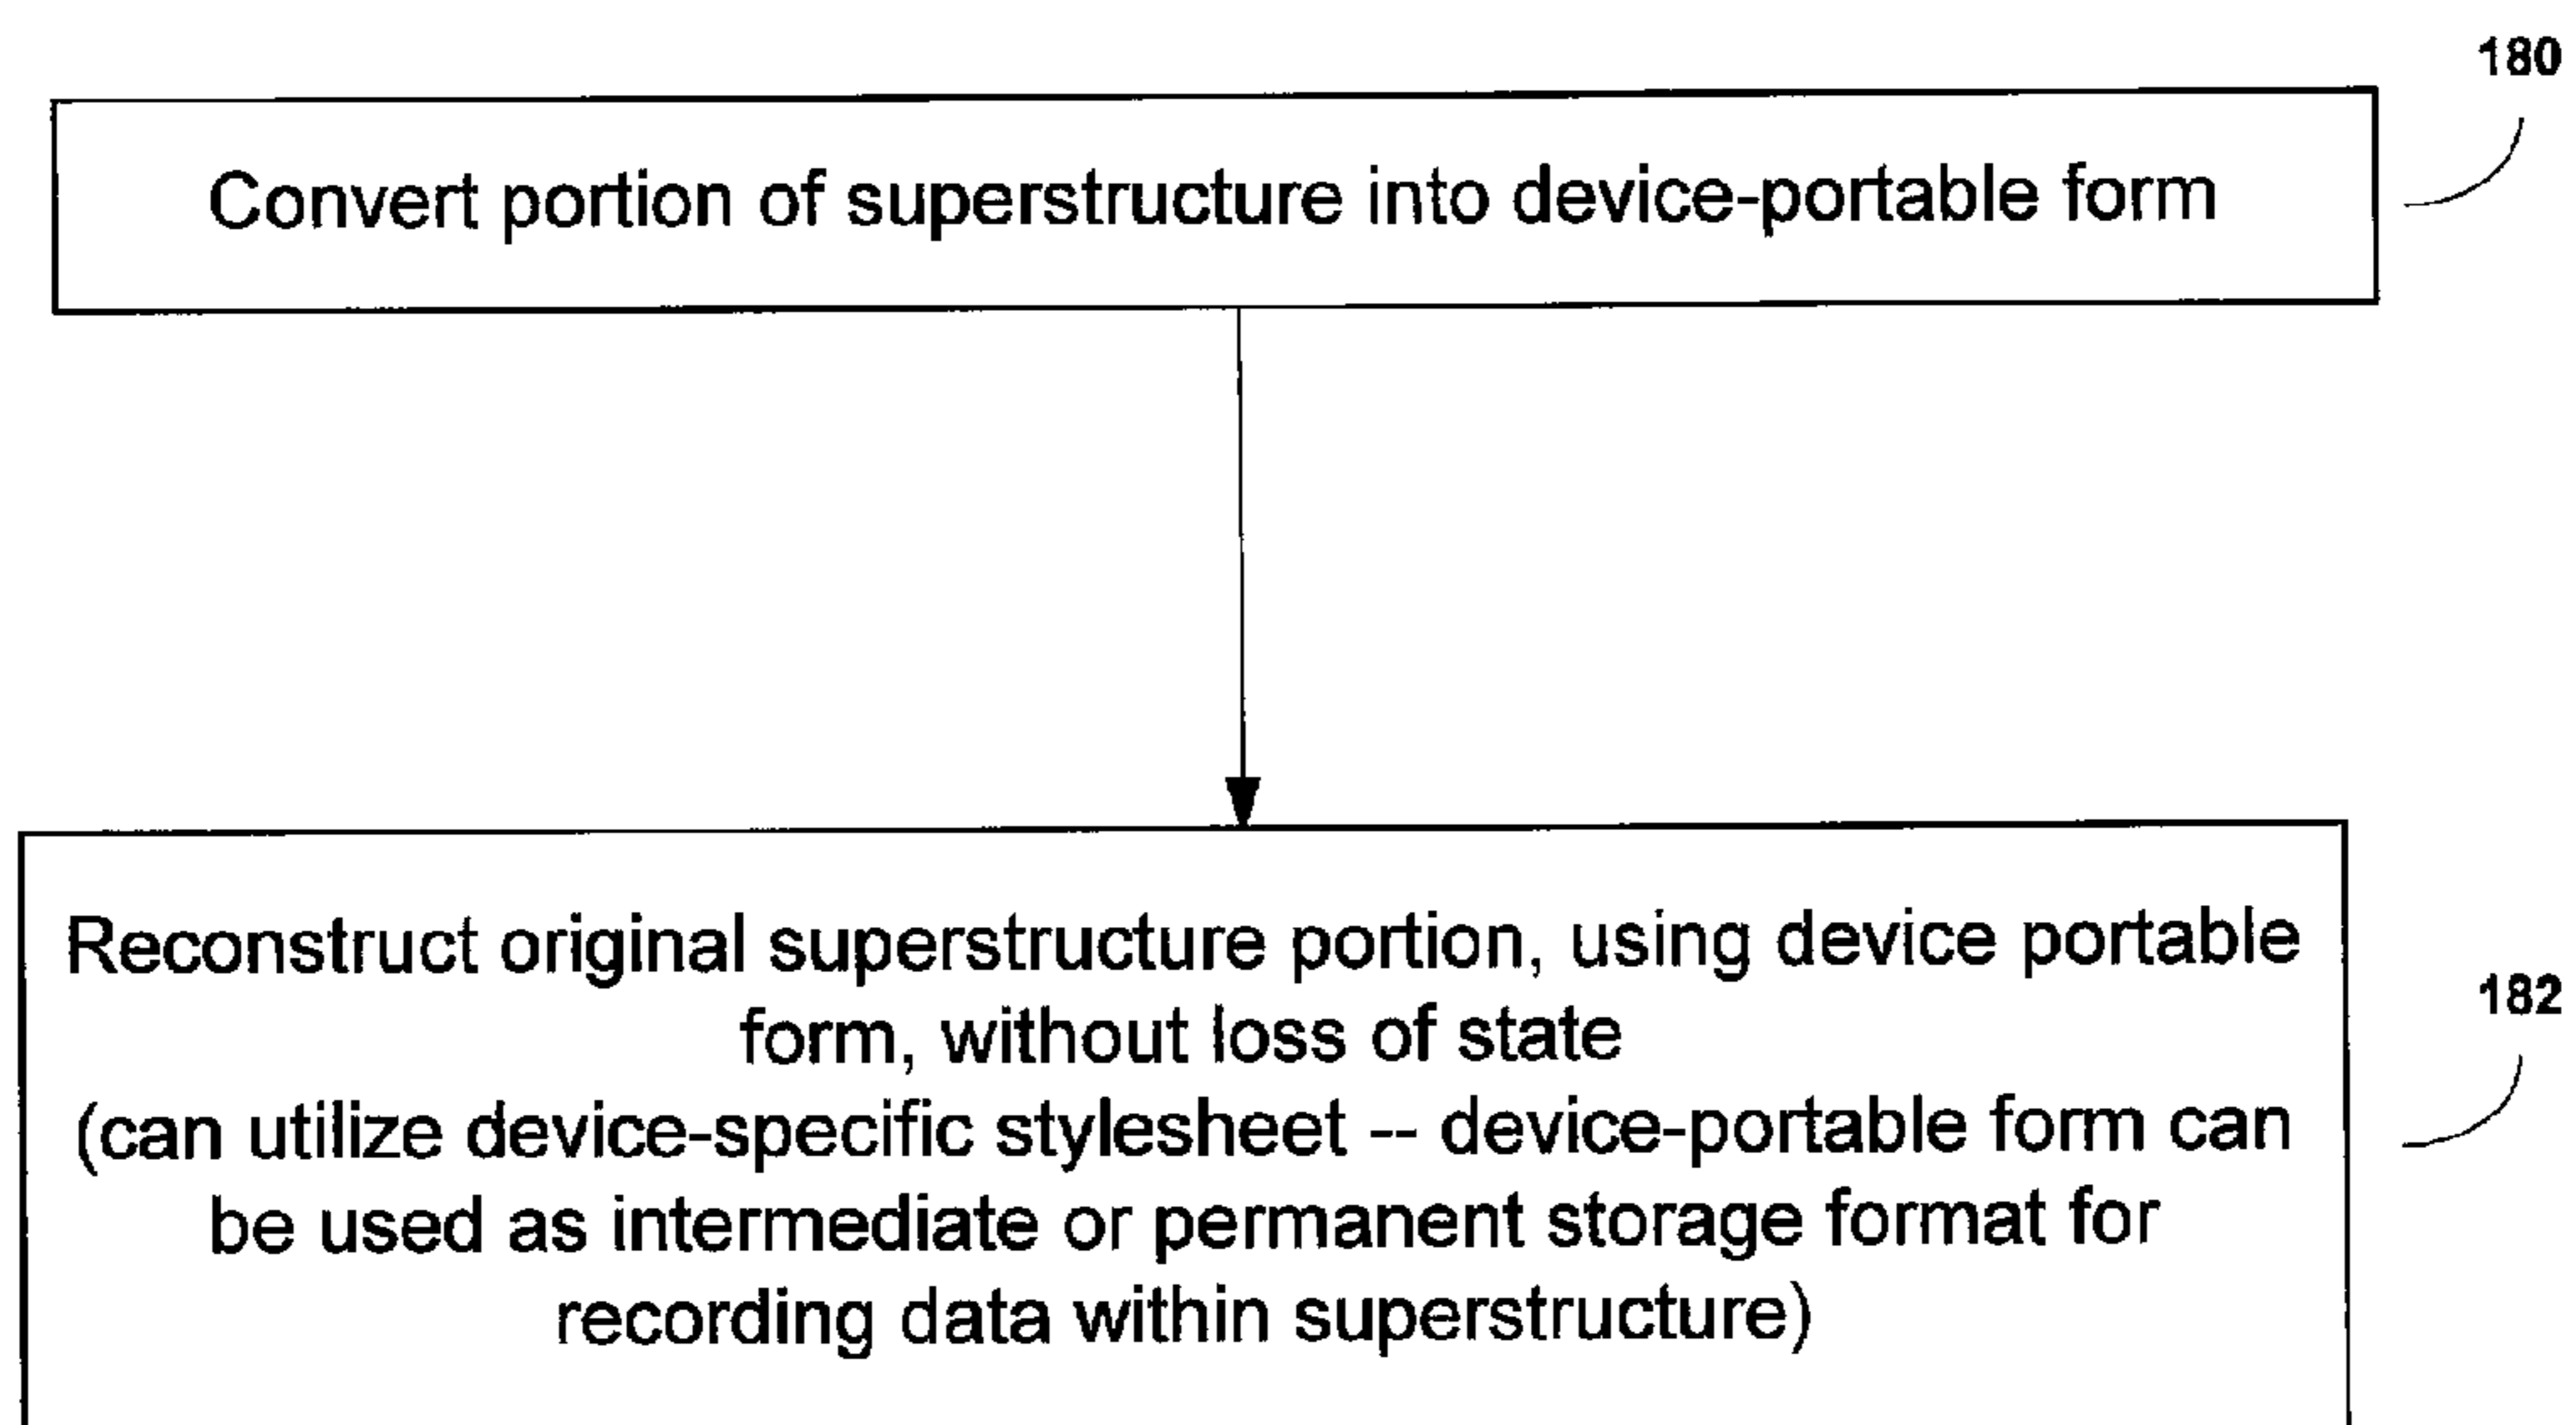 180
Convert portion of superstructure into device-portable form
Reconstruct original superstructure portion, using device portable
form, without loss of state
182
(can utilize device-specific stylesheet -- device-portable form can
be used as intermediate or permanent storage format for
recording data within superstructure)